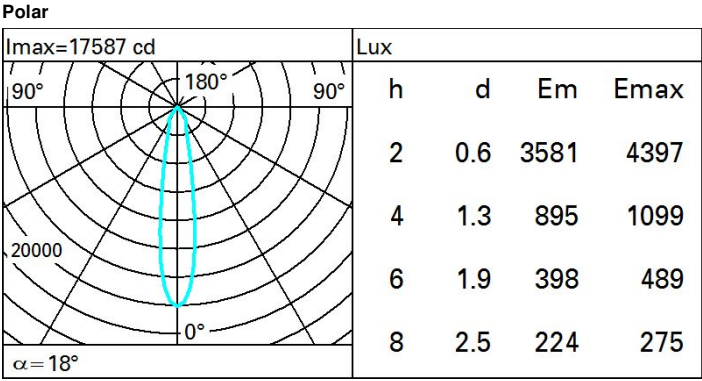 Polar
Imax=17587 cd
Lux
90° 180° 90°
20000
0°
α=18°
h d Em Emax
2 0.6 3581 4397
4 1.3 895 1099
6 1.9 398 489
8 2.5 224 275